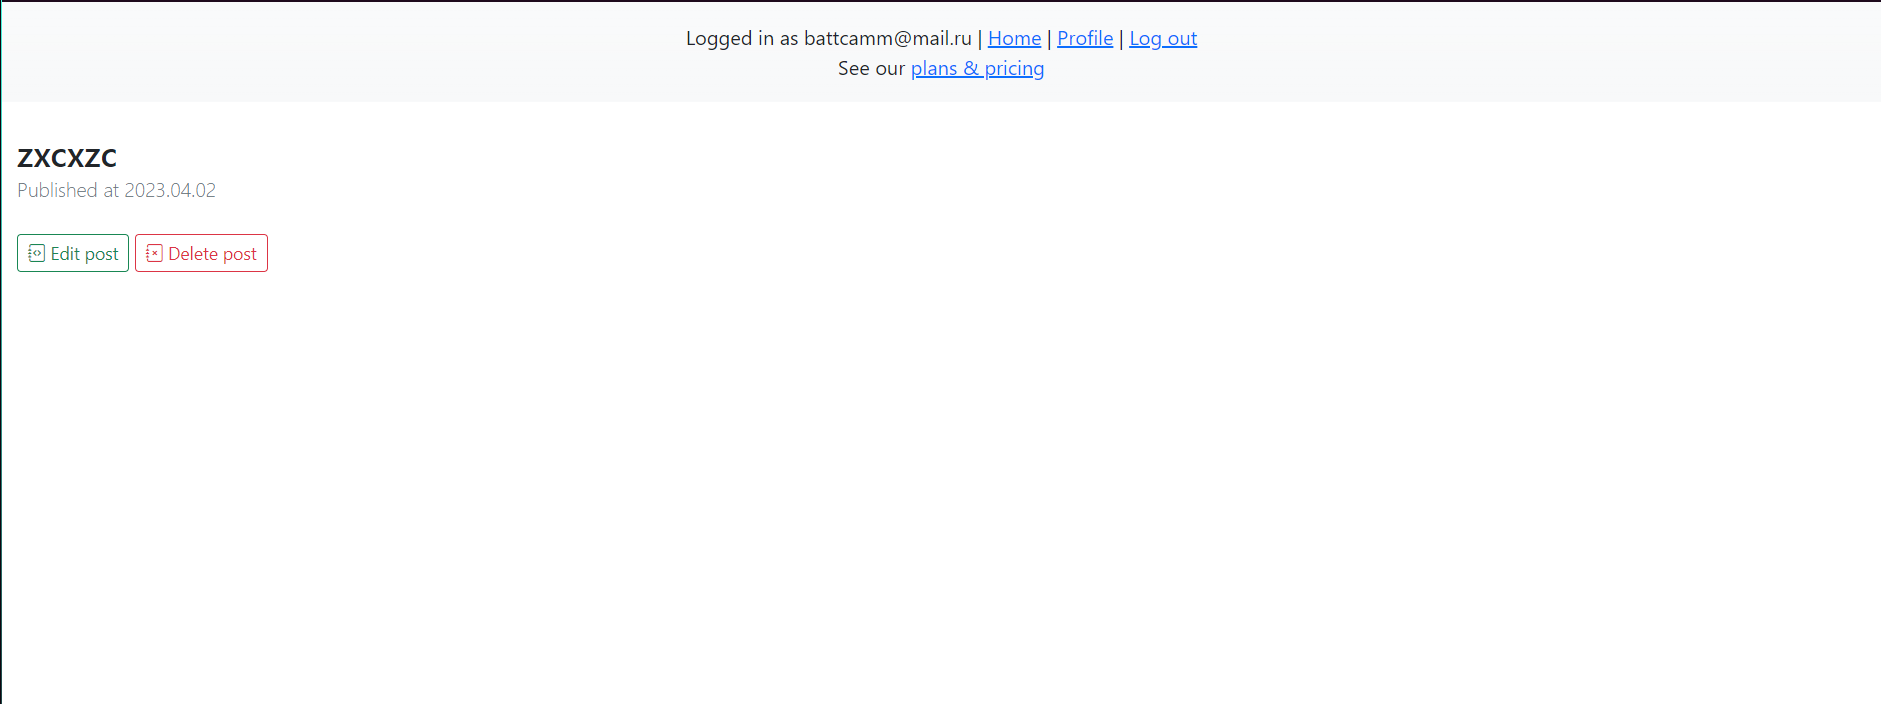 Logged in as battcamm@mail.ru | Home | Profile | Log out
See our plans & pricing
ZXCXZC
Published at 2023.04.02
Edit post Delete post